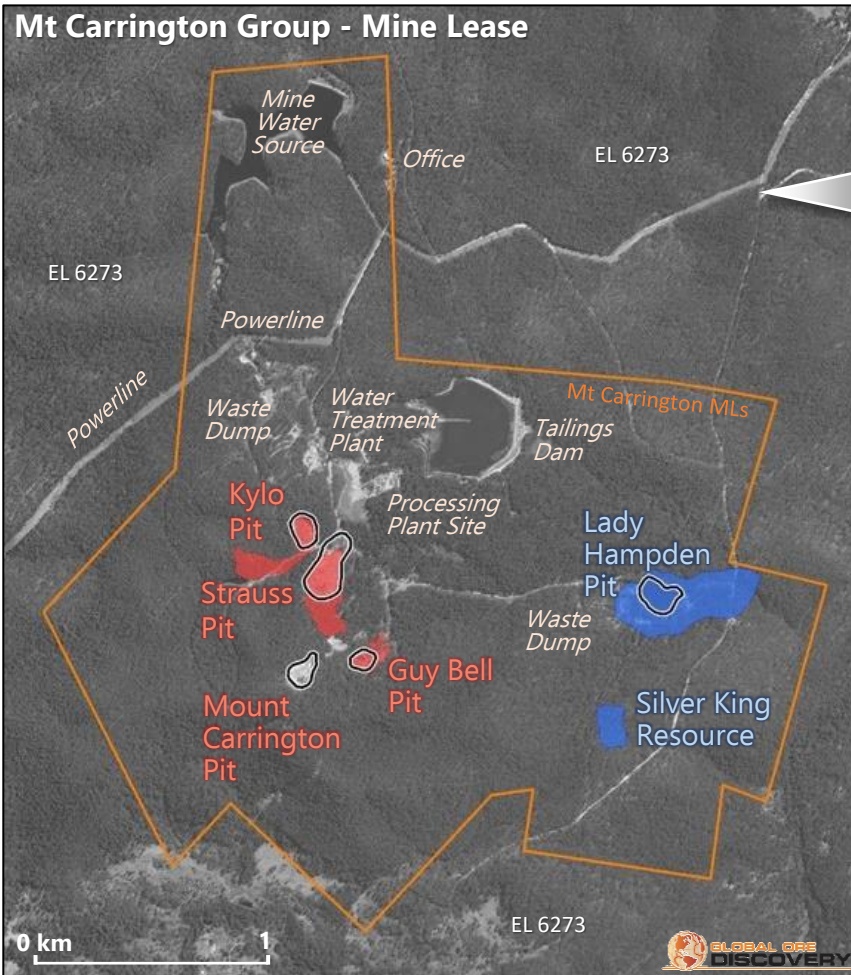 Mt Carrington Group - Mine Lease
Mine
Water
Source
Office
EL 6273
EL 6273
Powerline
Powerline
Mt Carrington MLs
Waste
Dump
Water
Treatment
Plant
Tailings
Dam
Kylo
Pit
Processing
Plant Site
Lady
Hampden
Pit
Strauss
Pit
Waste
Dump
Guy Bell
Pit
Mount
Carrington
Pit
Silver King
Resource
EL 6273
0 km 1
GLOBAL ORE
DISCOVERY